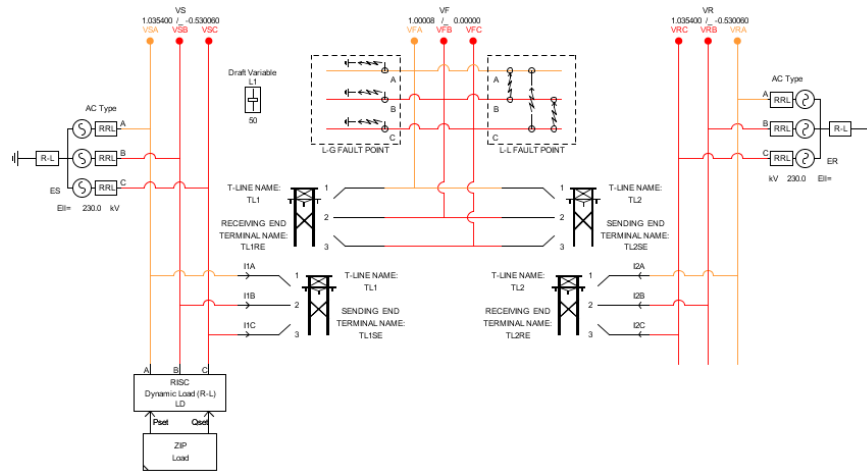 VS
1.035400 /_ -0.530060
VSA VSB VSC
VF
1.00008 /_ 0.00000
VFA VFB VFC
VR
1.035400 /_ -0.530060
VRC VRB VRA
Draft Variable
L1
50
A
B
C
L-G FAULT POINT
A
B
C
L-L FAULT POINT
AC Type
RRL A
R-L RRL B
RRL C
ES
Ell= 230.0 kV
AC Type
A RRL
B RRL R-L
C RRL
ER
kV 230.0 Ell=
T-LINE NAME:
TL1
RECEIVING END
TERMINAL NAME:
TL1RE
1
2
3
1
2
3
T-LINE NAME:
TL2
SENDING END
TERMINAL NAME:
TL2SE
I1A
I1B
I1C
1
2
3
T-LINE NAME:
TL1
SENDING END
TERMINAL NAME:
TL1SE
T-LINE NAME:
TL2
RECEIVING END
TERMINAL NAME:
TL2RE
1
2
3
I2A
I2B
I2C
A B C
RISC
Dynamic Load (R-L)
LD
Pset Qset
ZIP
Load